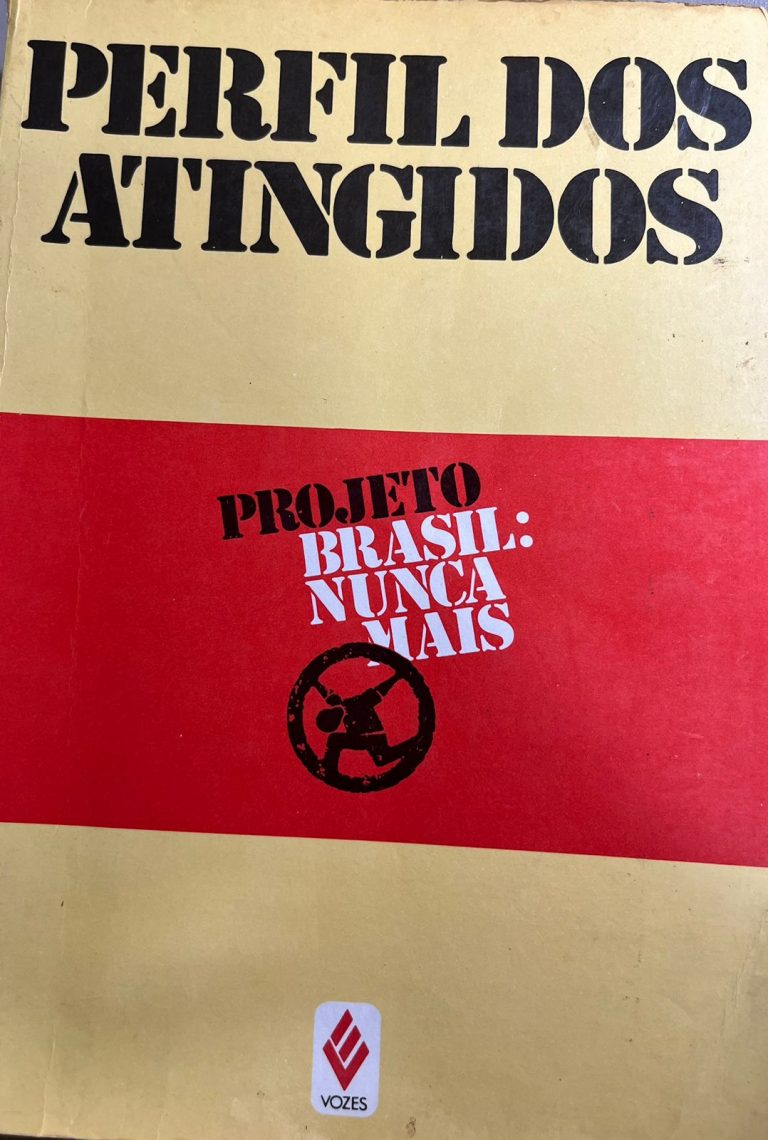 PERFIL DOS
ATINGIDOS
PROJETO
BRASIL:
NUNCA
MAIS
VOZES